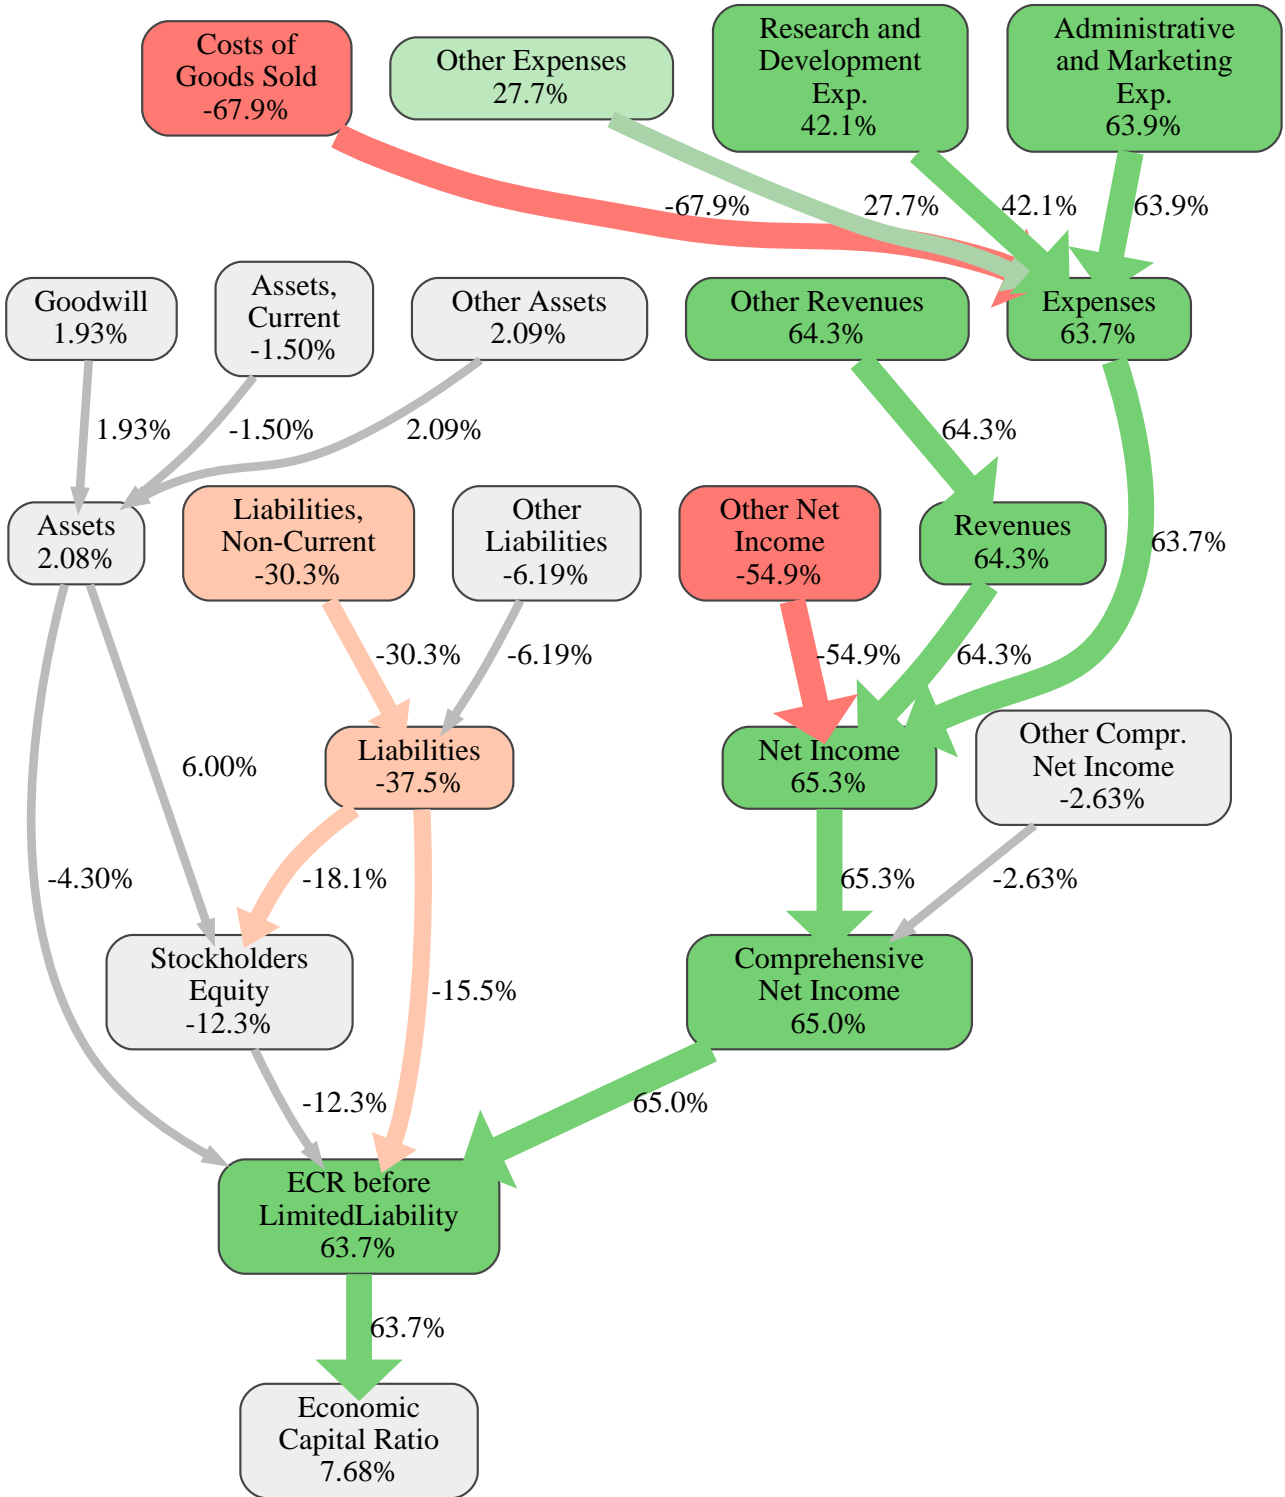 Costs of
Goods Sold
-67.9%
Other Expenses
27.7%
Research and
Development
Exp.
42.1%
Administrative
and Marketing
Exp.
63.9%
-67.9%
27.7%
42.1%
63.9%
Goodwill
1.93%
Assets,
Current
-1.50%
Other Assets
2.09%
Other Revenues
64.3%
Expenses
63.7%
1.93%
-1.50%
2.09%
64.3%
Assets
2.08%
Liabilities,
Non-Current
-30.3%
Other
Liabilities
-6.19%
Other Net
Income
-54.9%
Revenues
64.3%
63.7%
-30.3%
-6.19%
-54.9%
64.3%
6.00%
Liabilities
-37.5%
Net Income
65.3%
Other Compr.
Net Income
-2.63%
-4.30%
-18.1%
65.3%
-2.63%
Stockholders
Equity
-12.3%
-15.5%
Comprehensive
Net Income
65.0%
-12.3%
65.0%
ECR before
LimitedLiability
63.7%
63.7%
Economic
Capital Ratio
7.68%